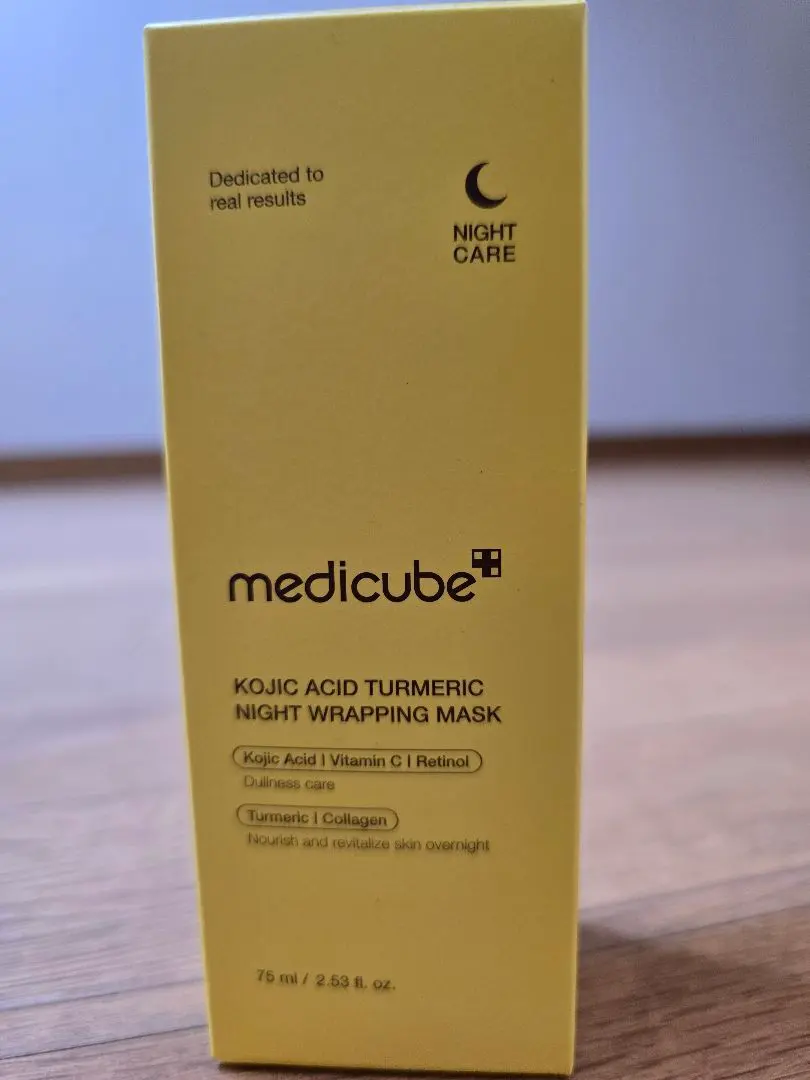 Dedicated to
real results
NIGHT
CARE
medicube
KOJIC ACID TURMERIC
NIGHT WRAPPING MASK
Kojic Acid | Vitamin C | Retinol
Dullness care
Turmeric | Collagen
Nourish and revitalize skin overnight
75 ml / 2.53 fl. oz.